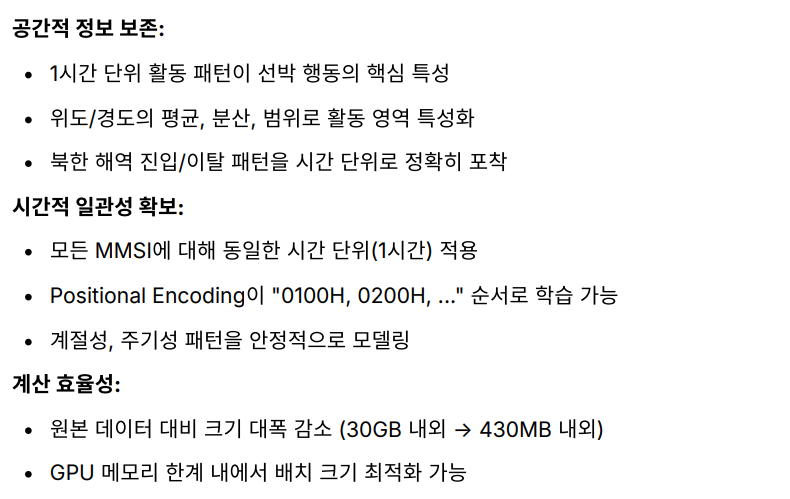 공간적 정보 보존:
• 1시간 단위 활동 패턴이 선박 행동의 핵심 특성
• 위도/경도의 평균, 분산, 범위로 활동 영역 특성화
• 북한 해역 진입/이탈 패턴을 시간 단위로 정확히 포착
시간적 일관성 확보:
• 모든 MMSI에 대해 동일한 시간 단위(1시간) 적용
• Positional Encoding이 "0100H, 0200H, ..." 순서로 학습 가능
• 계절성, 주기성 패턴을 안정적으로 모델링
계산 효율성:
• 원본 데이터 대비 크기 대폭 감소 (30GB 내외 → 430MB 내외)
• GPU 메모리 한계 내에서 배치 크기 최적화 가능